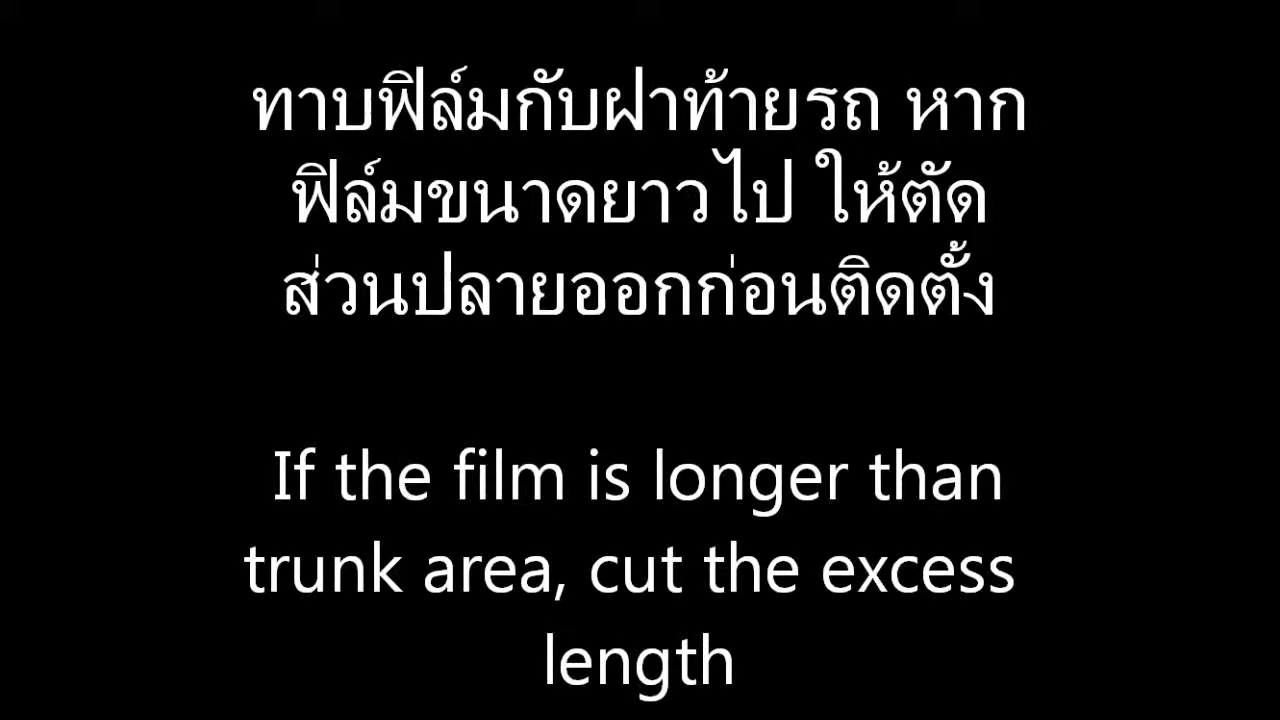 ทาบฟิล์มกับฝาท้ายรถ หาก
ฟิล์มขนาดยาวไป ให้ตัด
ส่วนปลายออกก่อนติดตั้ง
If the film is longer than
trunk area, cut the excess
length